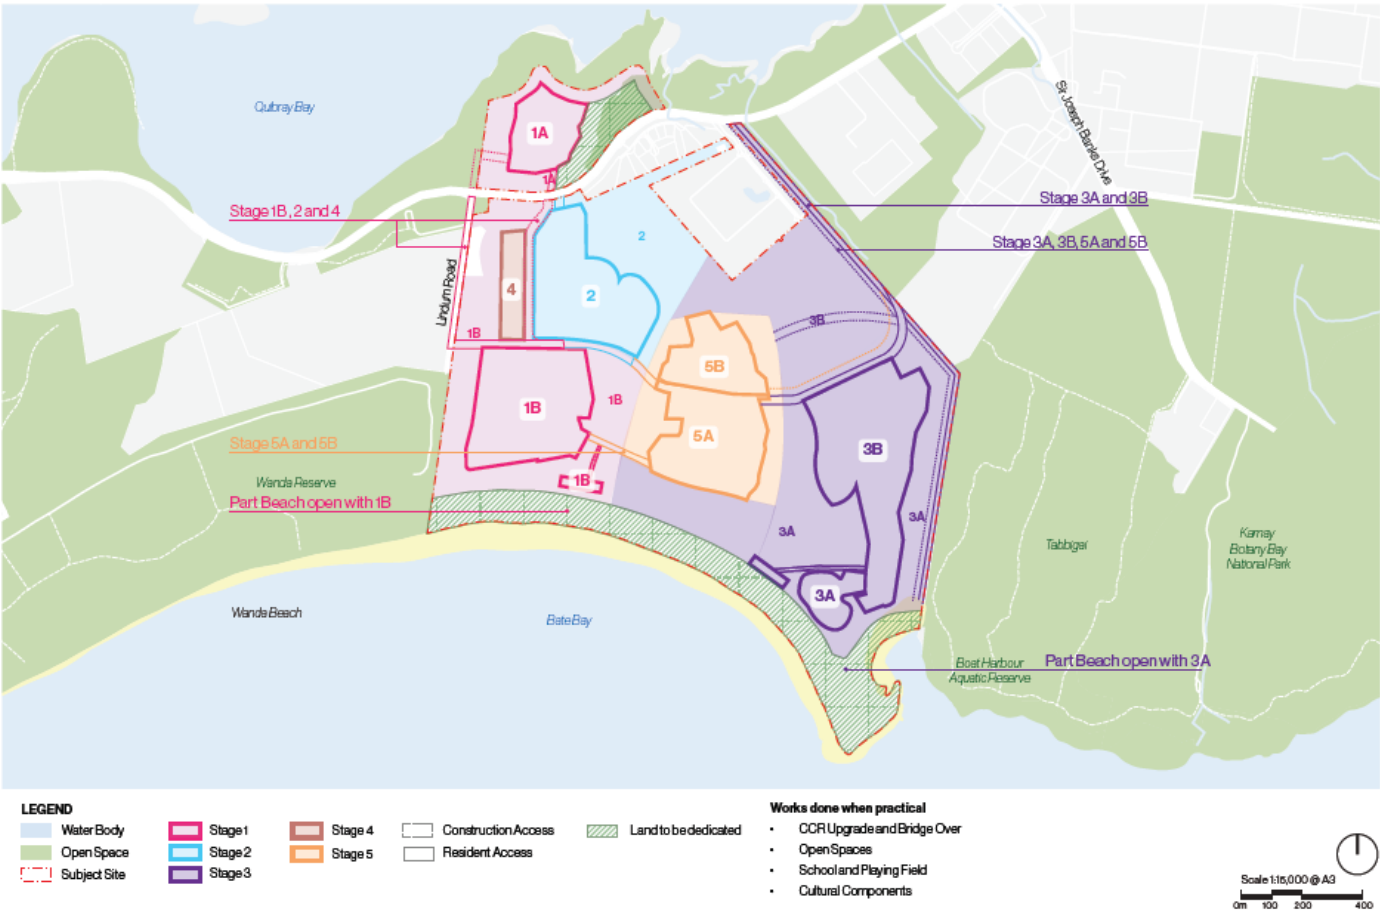 Quibray Bay
1A
1A
Sir Joseph Banks Drive
Stage 3A and 3B
Stage 1B, 2 and 4
2
Stage 3A, 3B, 5A and 5B
Lindum Road
4
2
3B
1B
5B
1B
1B
5A
3B
Stage 5A and 5B
Wanda Reserve
1B
Part Beach open with 1B
3A
3A
Tabbigai
Kamay
Botany Bay
National Park
3A
Wanda Beach
Bate Bay
Boat Harbour
Aquatic Reserve
Part Beach open with 3A
LEGEND
Water Body
Open Space
Subject Site
Stage 1
Stage 2
Stage 3
Stage 4
Stage 5
Construction Access
Resident Access
Land to be dedicated
Works done when practical
• CCR Upgrade and Bridge Over
• Open Spaces
• School and Playing Field
• Cultural Components
Scale 1:15,000 @ A3
0m 100 200 400